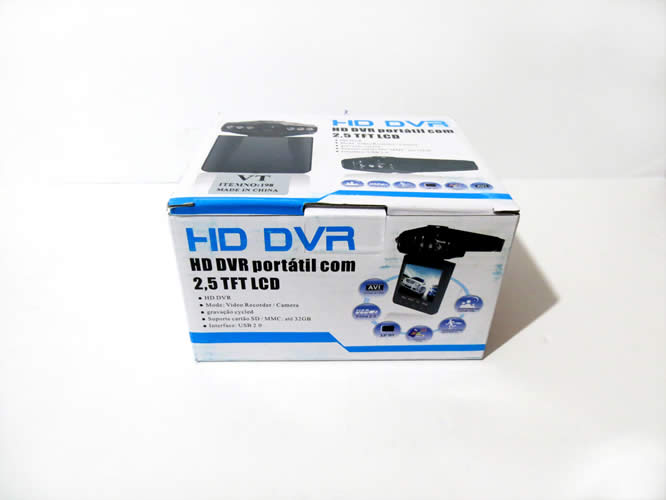 HD DVR
HD DVR portátil com
2,5 TFT LCD
HD DVR
VT
ITEMNO:198
MADE IN CHINA
HD DVR
HD DVR portátil com
2,5 TFT LCD
HD DVR
Mode: Video Recorder / Camera
gravação cycled
Suporte cartão SD / MMC: até 32GB
Interface: USB 2.0
AVI